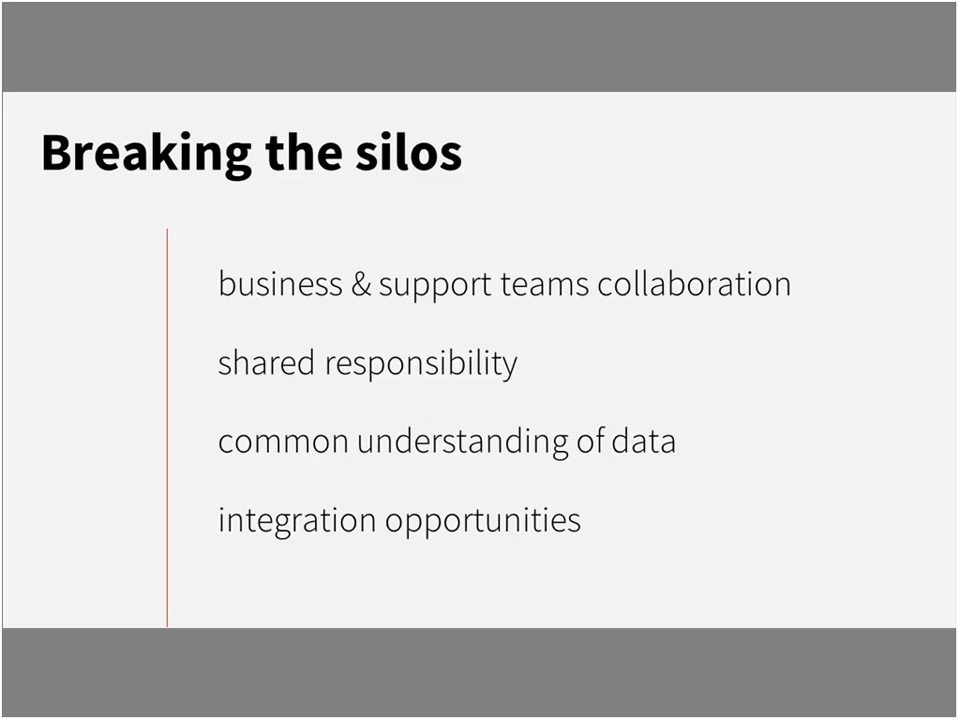 Breaking the silos
business & support teams collaboration
shared responsibility
common understanding of data
integration opportunities